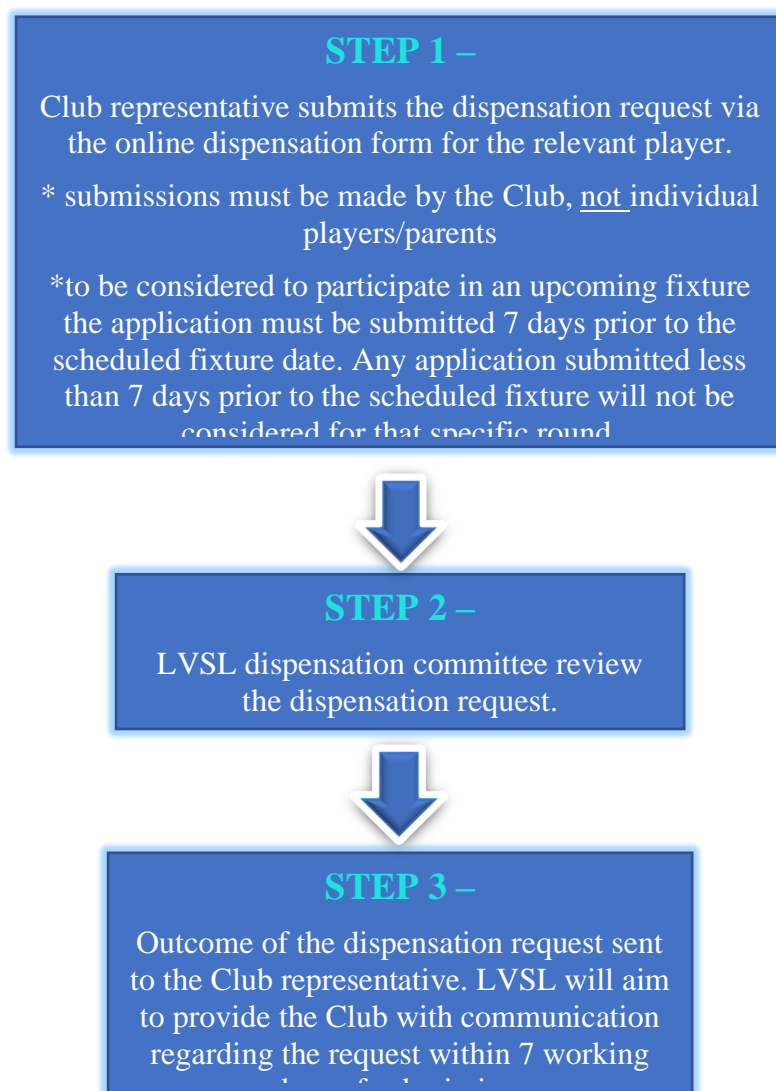 STEP 1 –
Club representative submits the dispensation request via
the online dispensation form for the relevant player.
* submissions must be made by the Club, not individual
players/parents
*to be considered to participate in an upcoming fixture
the application must be submitted 7 days prior to the
scheduled fixture date. Any application submitted less
than 7 days prior to the scheduled fixture will not be
considered for that specific round
STEP 2 –
LVSL dispensation committee review
the dispensation request.
STEP 3 –
Outcome of the dispensation request sent
to the Club representative. LVSL will aim
to provide the Club with communication
regarding the request within 7 working